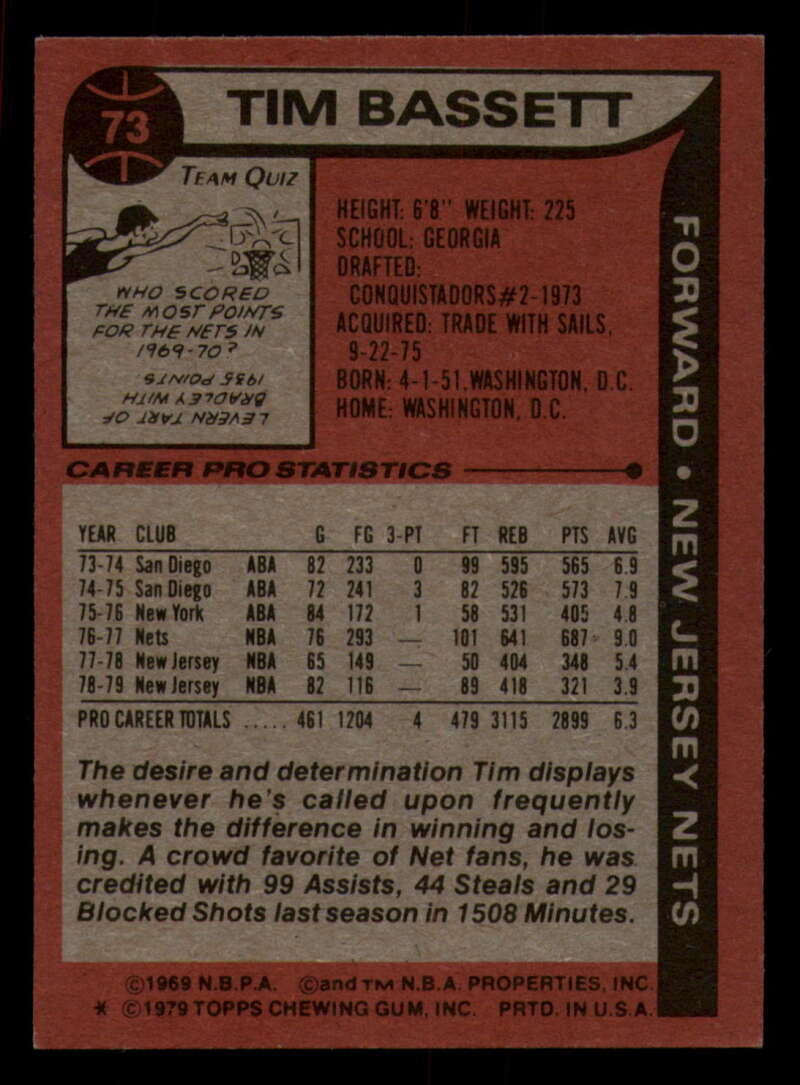 73
TIM BASSETT
TEAM QUIZ
WHO SCORED
THE MOST POINTS
FOR THE NETS IN
1969-70?
LEVERN TART OF
BRADLEY WITH
1935 POINTS
HEIGHT: 6'8" WEIGHT: 225
SCHOOL: GEORGIA
DRAFTED:
CONQUISTADORS#2-1973
ACQUIRED: TRADE WITH SAILS,
9-22-75
BORN: 4-1-51, WASHINGTON, D.C.
HOME: WASHINGTON, D.C.
FORWARD • NEW JERSEY NETS
CAREER PRO STATISTICS
YEAR CLUB G FG 3-PT FT REB PTS AVG
73-74 San Diego ABA 82 233 0 99 595 565 6.9
74-75 San Diego ABA 72 241 3 82 526 573 7.9
75-76 New York ABA 84 172 1 58 531 405 4.8
76-77 Nets NBA 76 293 — 101 641 687 9.0
77-78 New Jersey NBA 65 149 — 50 404 348 5.4
78-79 New Jersey NBA 82 116 — 89 418 321 3.9
PRO CAREER TOTALS ..... 461 1204 4 479 3115 2899 6.3
The desire and determination Tim displays
whenever he's called upon frequently
makes the difference in winning and los-
ing. A crowd favorite of Net fans, he was
credited with 99 Assists, 44 Steals and 29
Blocked Shots last season in 1508 Minutes.
©1969 N.B.P.A. ©and TM N.B.A. PROPERTIES, INC.
* ©1979 TOPPS CHEWING GUM, INC. PRTD. IN U.S.A.